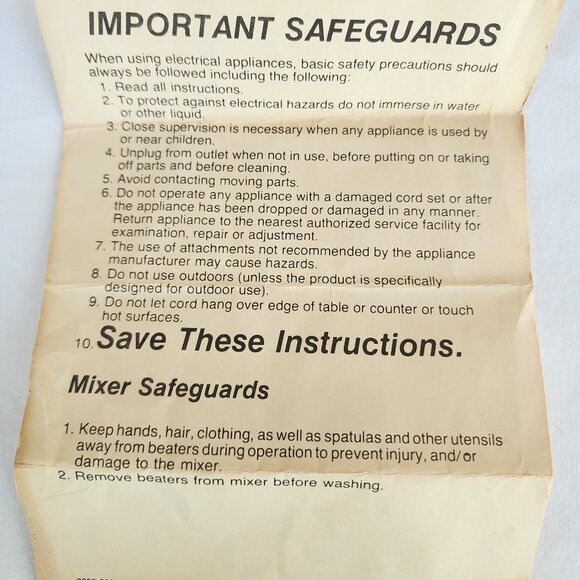 IMPORTANT SAFEGUARDS
When using electrical appliances, basic safety precautions should
always be followed including the following:
1. Read all instructions.
2. To protect against electrical hazards do not immerse in water
or other liquid.
3. Close supervision is necessary when any appliance is used by
or near children.
4. Unplug from outlet when not in use, before putting on or taking
off parts and before cleaning.
5. Avoid contacting moving parts.
6. Do not operate any appliance with a damaged cord set or after
the appliance has been dropped or damaged in any manner.
Return appliance to the nearest authorized service facility for
examination, repair or adjustment.
7. The use of attachments not recommended by the appliance
manufacturer may cause hazards.
8. Do not use outdoors (unless the product is specifically
designed for outdoor use).
9. Do not let cord hang over edge of table or counter or touch
hot surfaces.
10. Save These Instructions.
Mixer Safeguards
1. Keep hands, hair, clothing, as well as spatulas and other utensils
away from beaters during operation to prevent injury, and/or
damage to the mixer.
2. Remove beaters from mixer before washing.